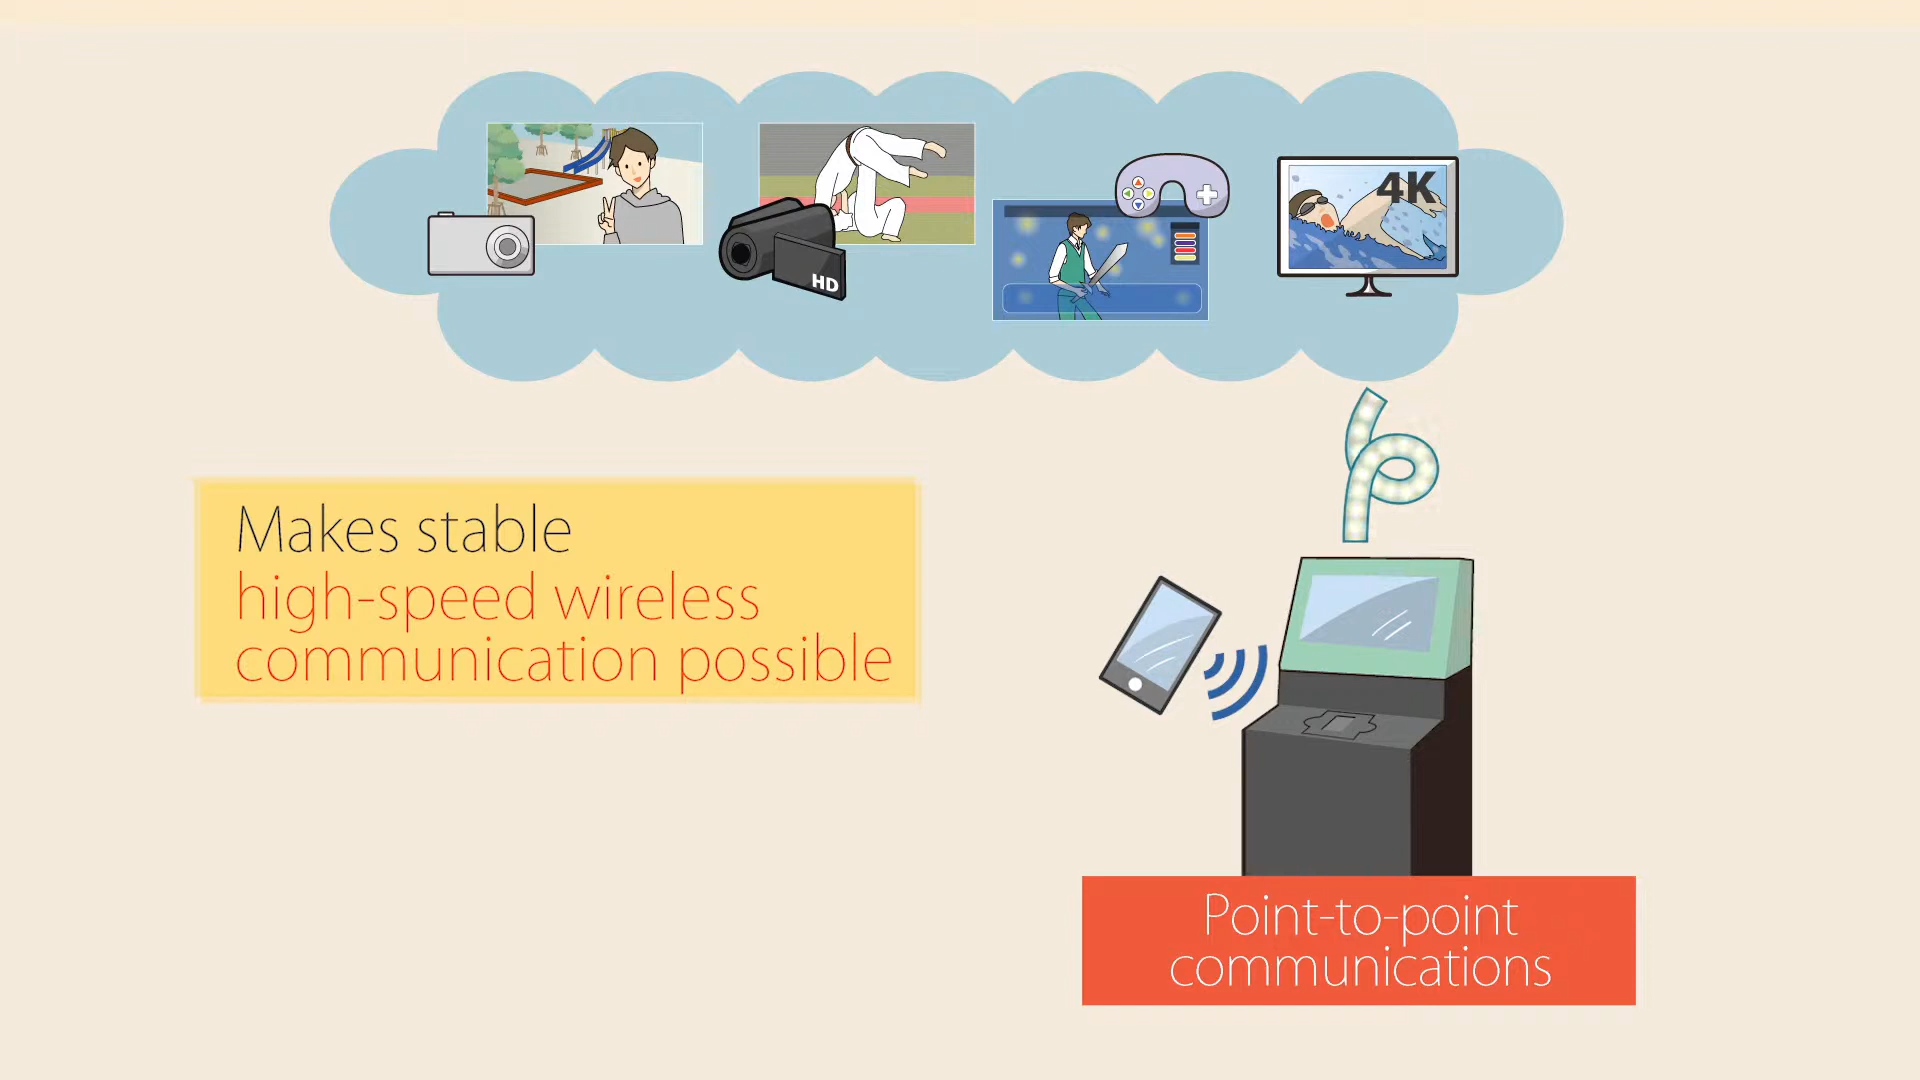 4K
HD
Makes stable
high-speed wireless
communication possible
Point-to-point
communications